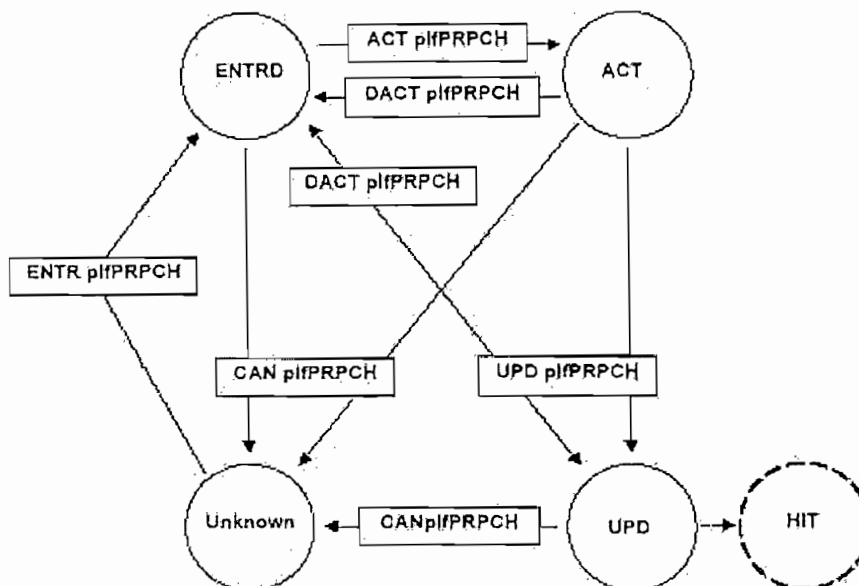 ACT plfPRPCH
ENTRD
ACT
DACT plfPRPCH
DACT plfPRPCH
ENTR plfPRPCH
CAN plfPRPCH
UPD plfPRPCH
Unknown
CANplfPRPCH
UPD
HIT